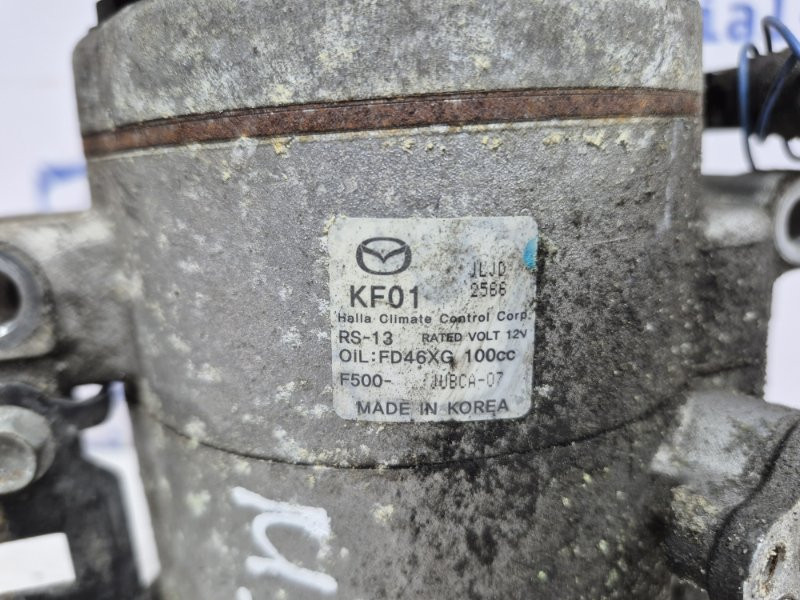 JLJD
KF01 2566
Halla Climate Control Corp.
RS-13 RATED VOLT 12V
OIL:FD46XG 100cc
F500- JUBCA-07
MADE IN KOREA